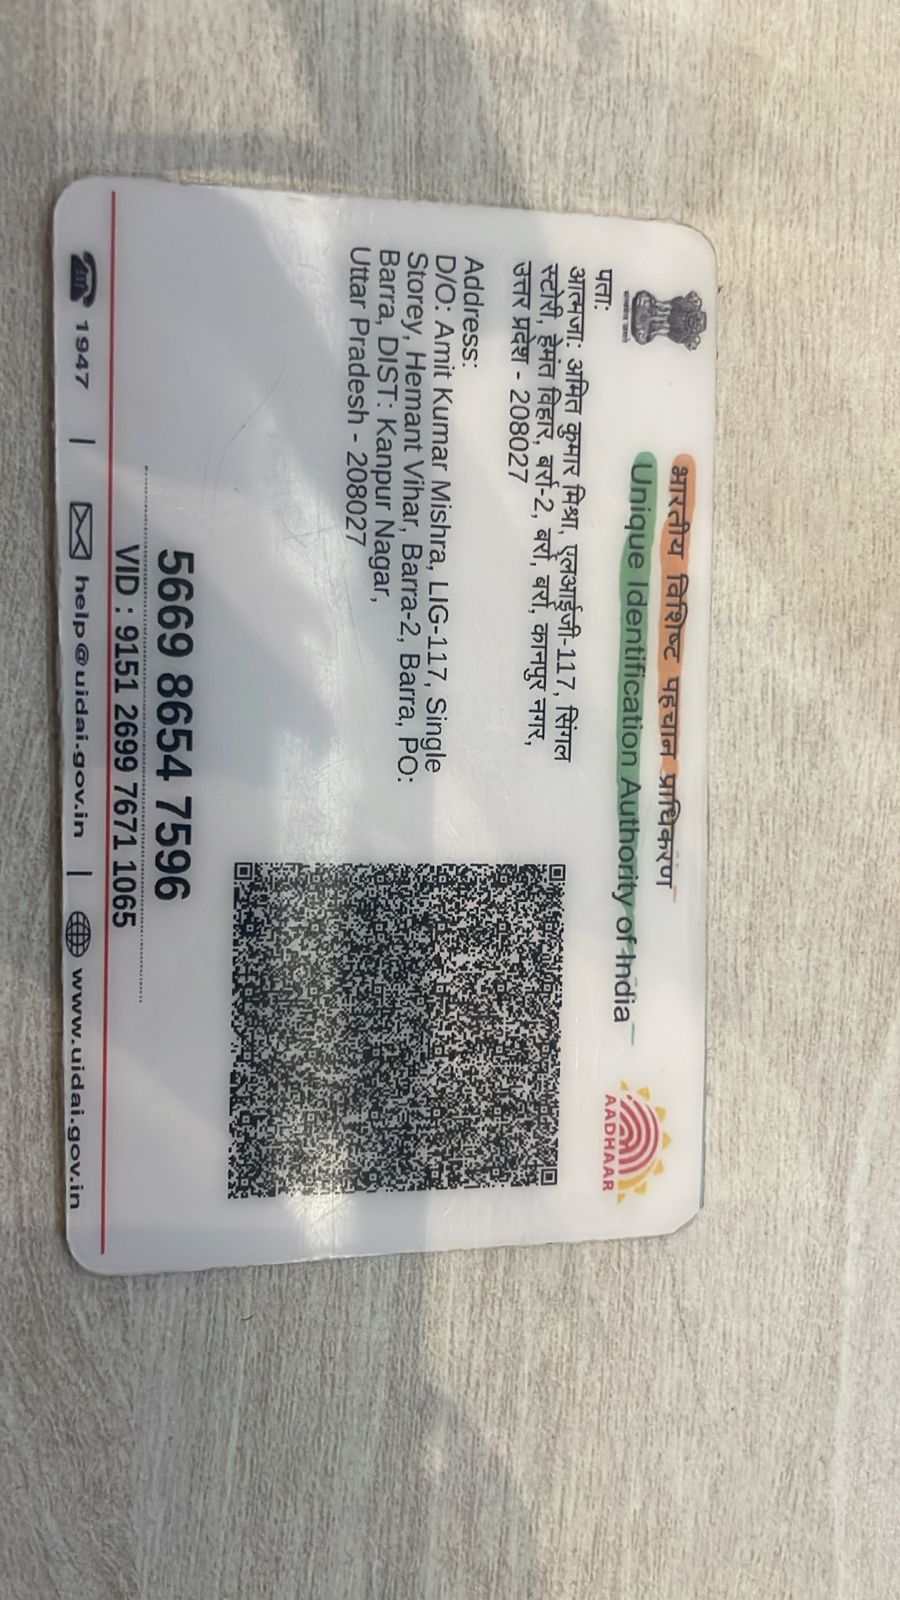 भारतीय विशिष्ट पहचान प्राधिकरण
Unique Identification Authority of India
AADHAAR
पता:
आत्मजा: अमित कुमार मिश्रा, एलआईजी-117, सिंगल
स्टोरी, हेमंत विहार, बर्रा-2, बर्रा, बर्रा, कानपुर नगर,
उत्तर प्रदेश - 208027
Address:
D/O: Amit Kumar Mishra, LIG-117, Single
Storey, Hemant Vihar, Barra-2, Barra, PO:
Barra, DIST: Kanpur Nagar,
Uttar Pradesh - 208027
5669 8654 7596
VID : 9151 2699 7671 1065
1947 | help@uidai.gov.in | www.uidai.gov.in